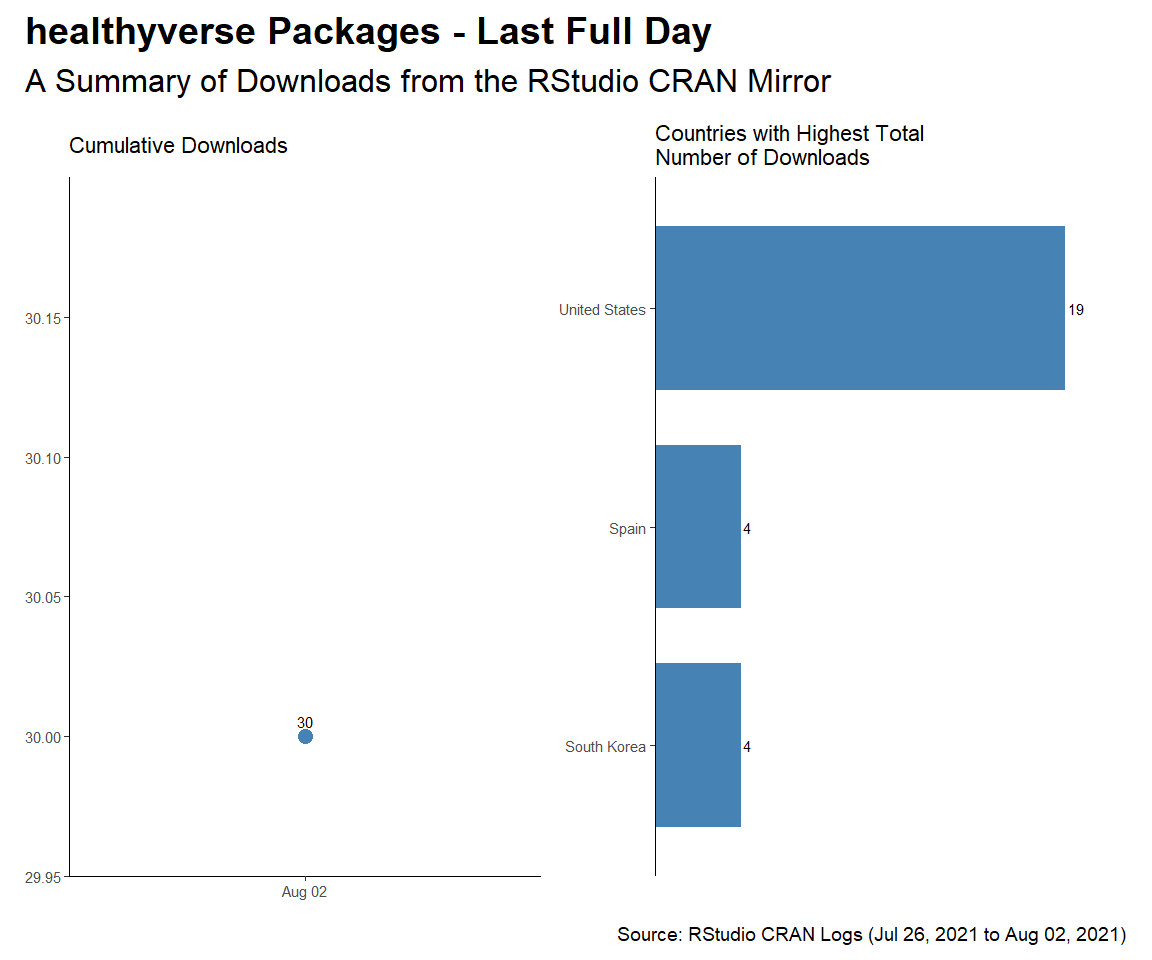 healthyverse Packages - Last Full Day
A Summary of Downloads from the RStudio CRAN Mirror
Cumulative Downloads
30.15
30.10
30.05
30.00
29.95
30
Aug 02
Countries with Highest Total
Number of Downloads
United States
19
Spain
4
South Korea
4
Source: RStudio CRAN Logs (Jul 26, 2021 to Aug 02, 2021)